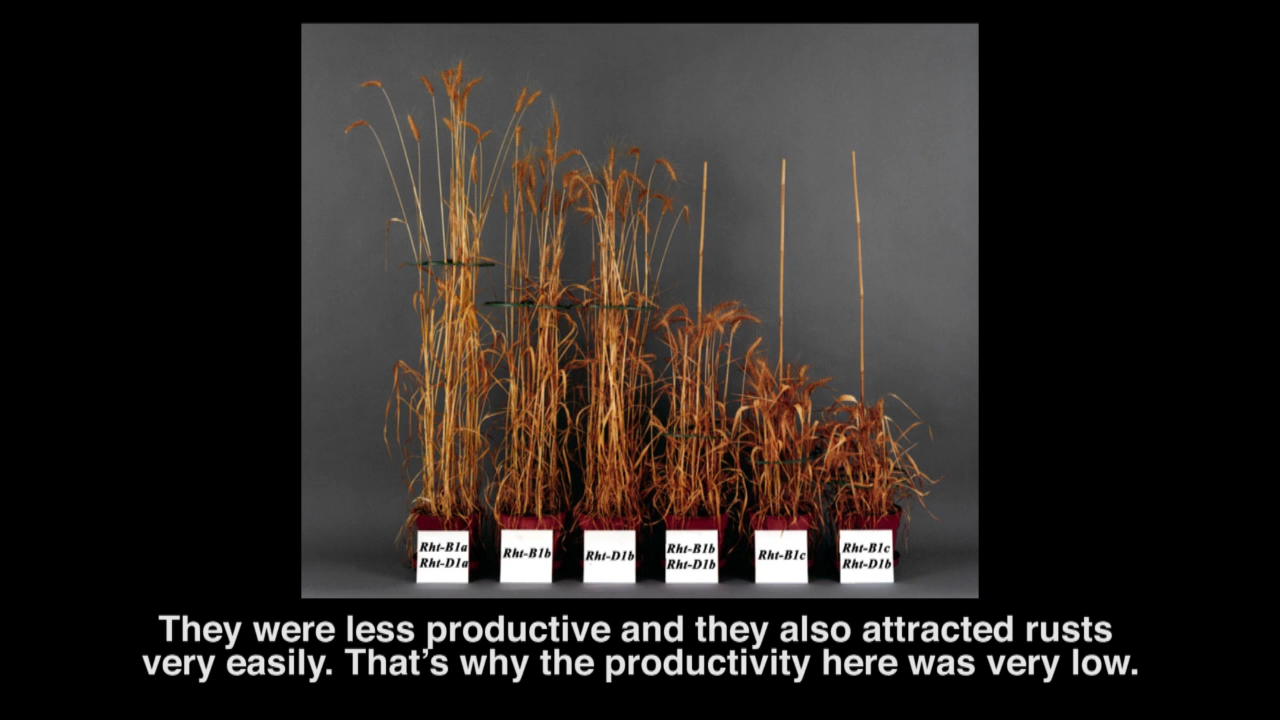 Rht-B1a
Rht-D1a
Rht-B1b
Rht-D1b
Rht-B1b
Rht-D1b
Rht-B1c
Rht-B1c
Rht-D1b
They were less productive and they also attracted rusts
very easily. That’s why the productivity here was very low.